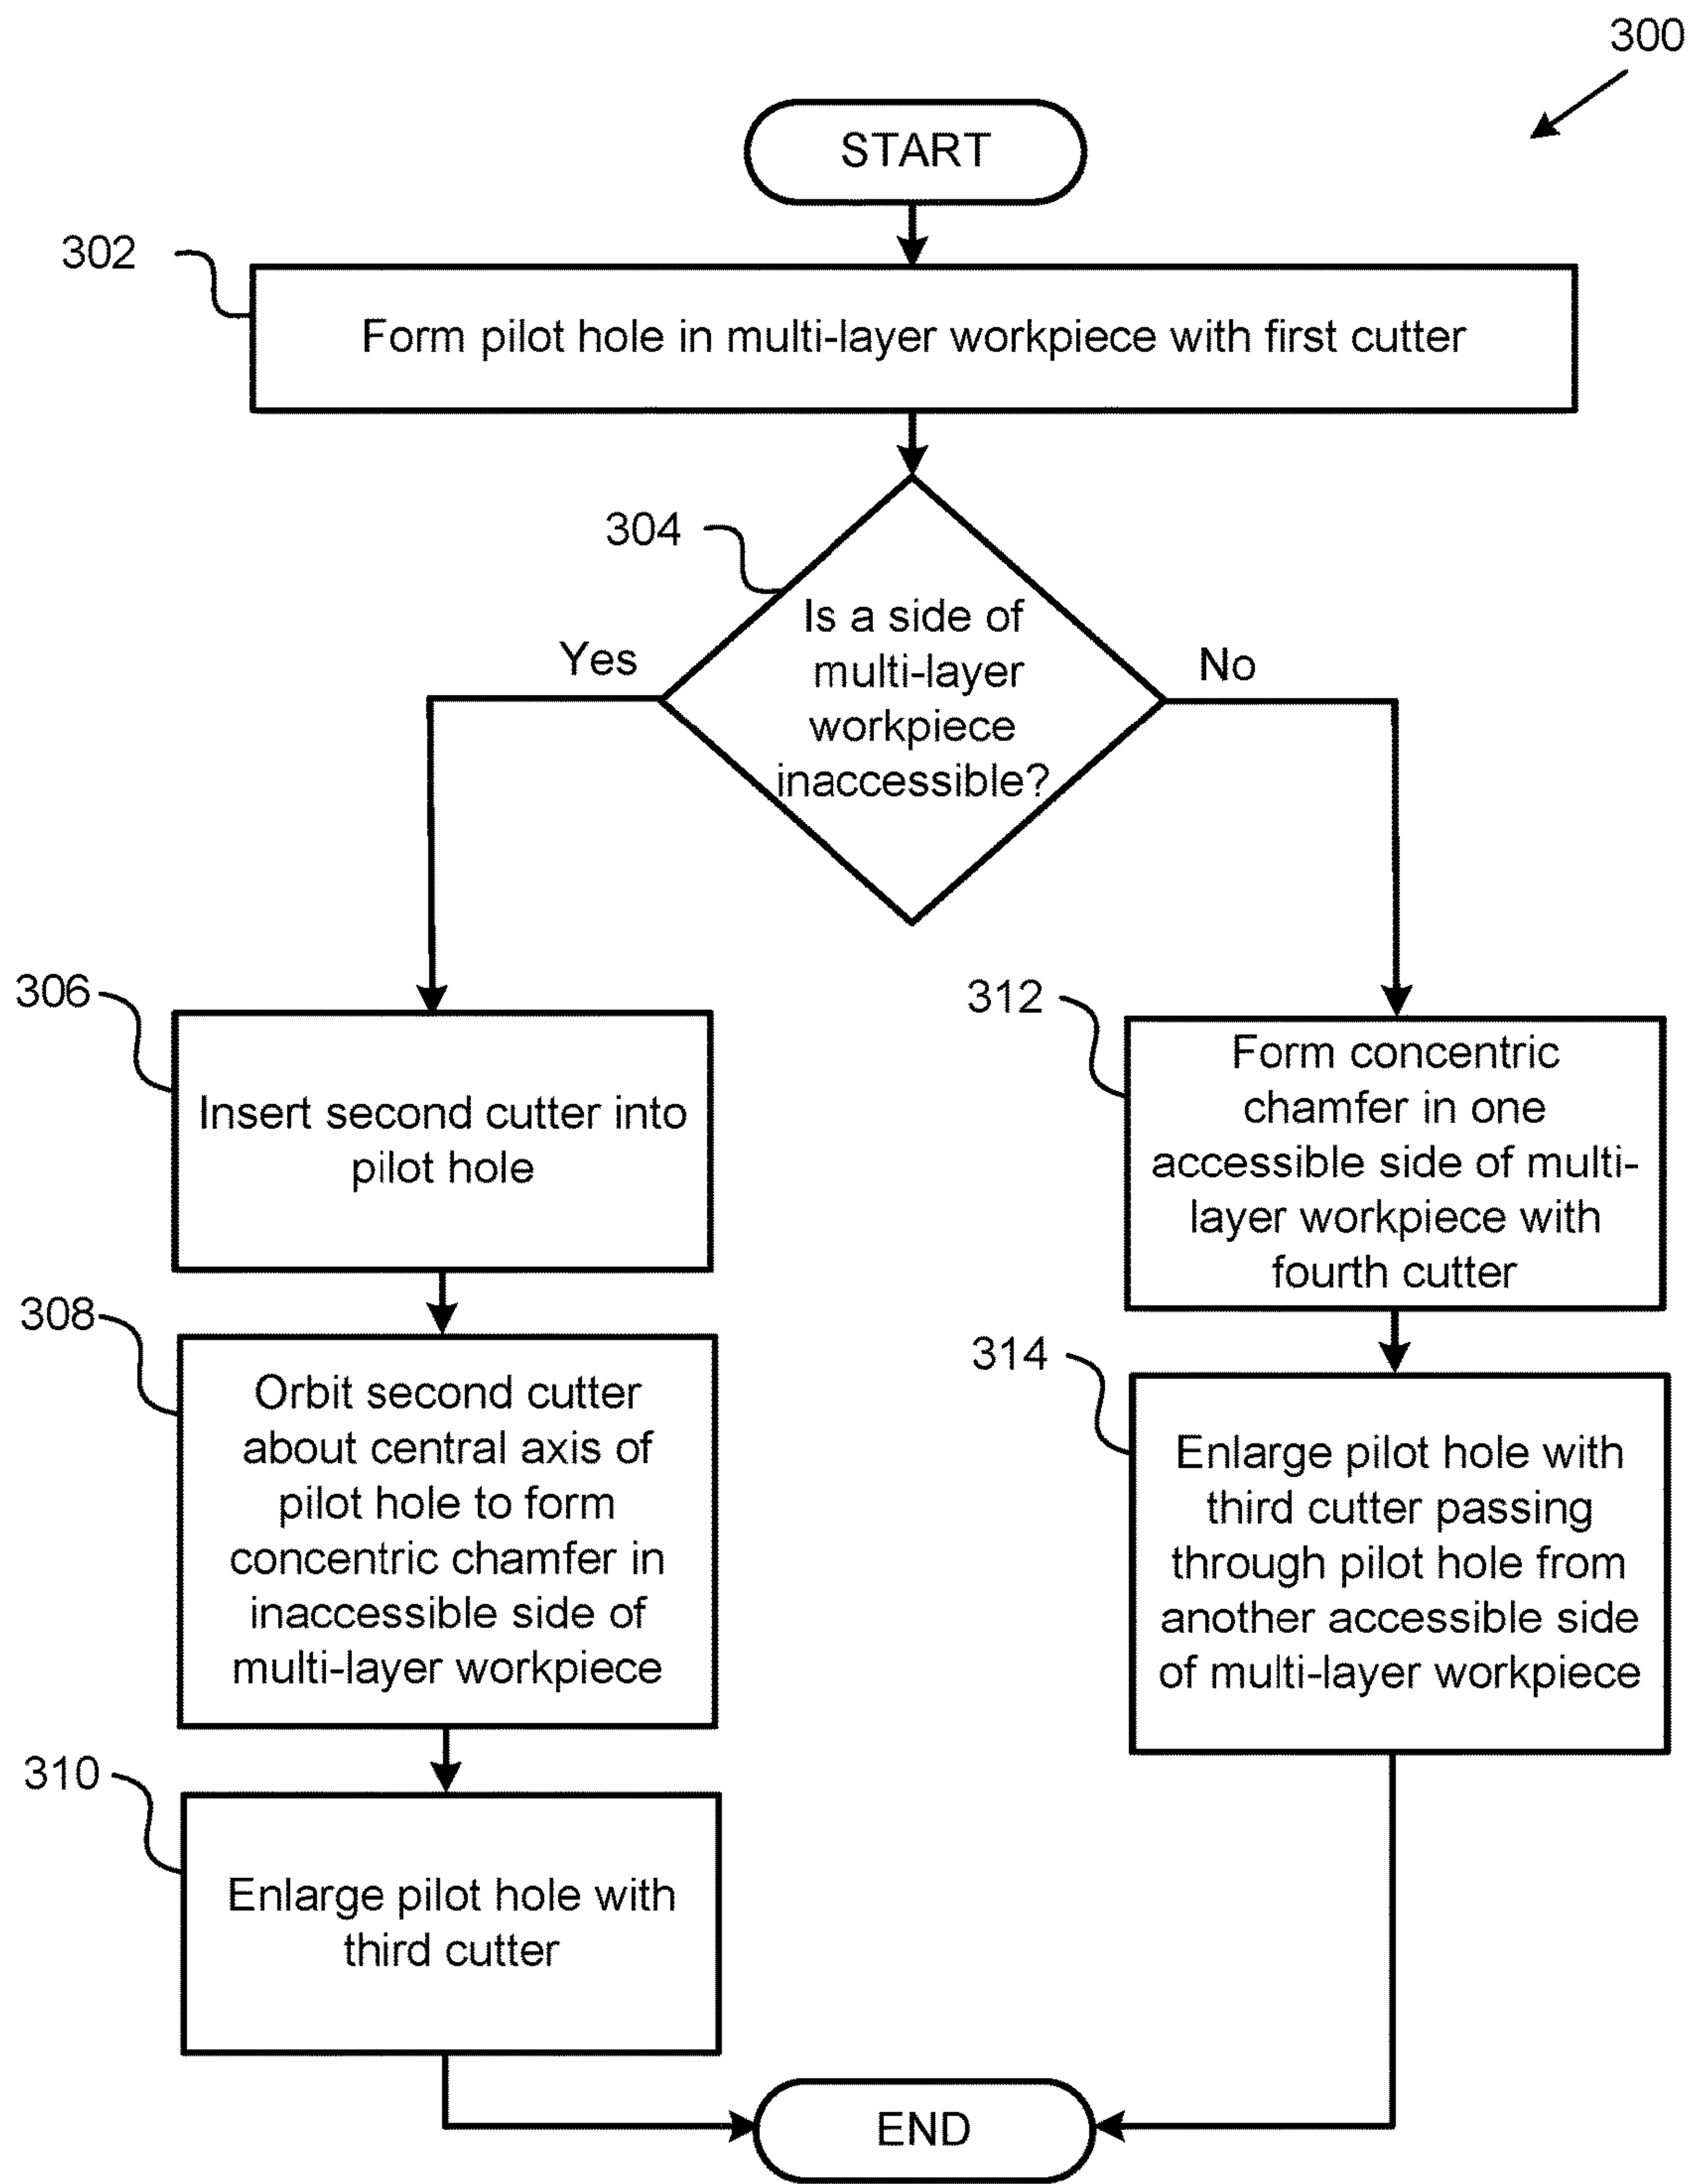 300
START
302
Form pilot hole in multi-layer workpiece with first cutter
304
Is a side of
multi-layer
workpiece
inaccessible?
Yes
No
306
Insert second cutter into
pilot hole
312
Form concentric
chamfer in one
accessible side of multi-
layer workpiece with
fourth cutter
308
Orbit second cutter
about central axis of
pilot hole to form
concentric chamfer in
inaccessible side of
multi-layer workpiece
314
Enlarge pilot hole with
third cutter passing
through pilot hole from
another accessible side
of multi-layer workpiece
310
Enlarge pilot hole with
third cutter
END